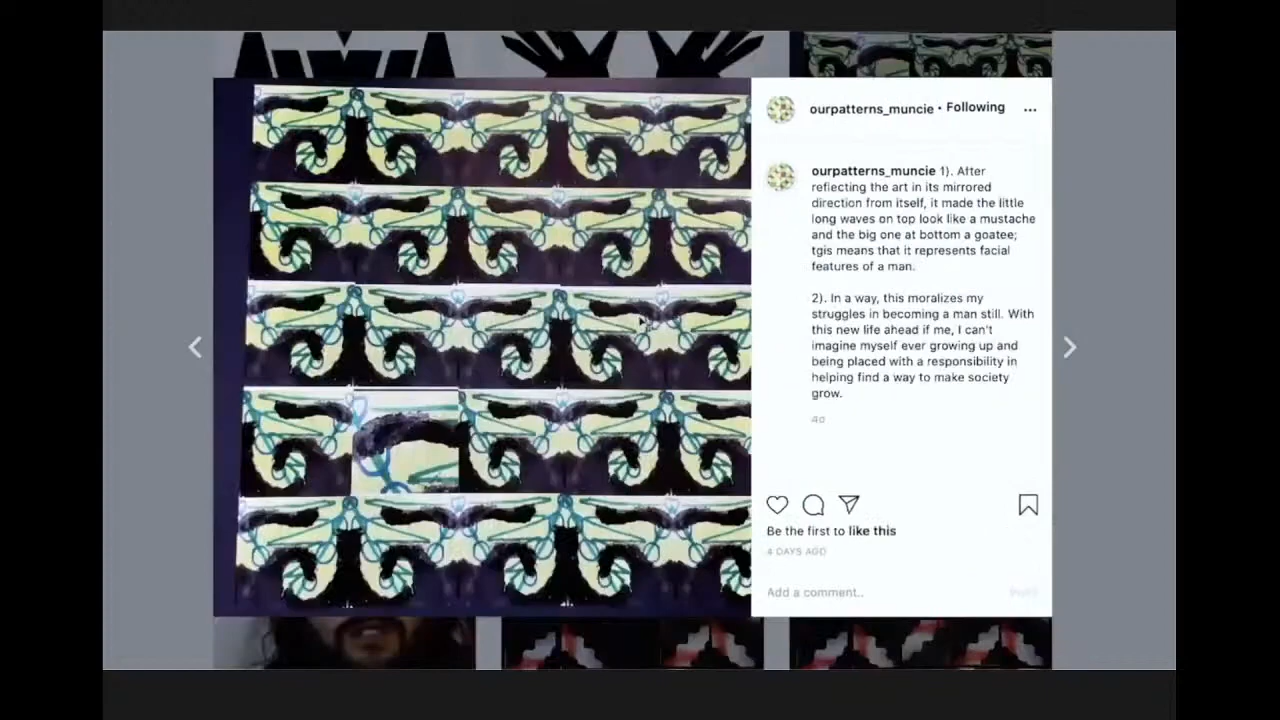 ourpatterns_muncie • Following
ourpatterns_muncie 1). After
reflecting the art in its mirrored
direction from itself, it made the little
long waves on top look like a mustache
and the big one at bottom a goatee;
tgis means that it represents facial
features of a man.
2). In a way, this moralizes my
struggles in becoming a man still. With
this new life ahead if me, I can't
imagine myself ever growing up and
being placed with a responsibility in
helping find a way to make society
grow.
4d
Be the first to like this
4 DAYS AGO
Add a comment..
Post